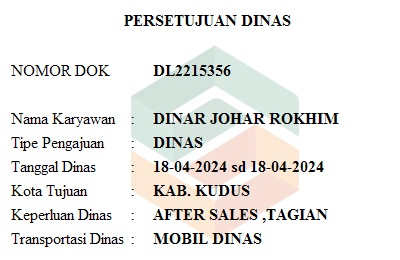 PERSETUJUAN DINAS
NOMOR DOK DL2215356
Nama Karyawan : DINAR JOHAR ROKHIM
Tipe Pengajuan : DINAS
Tanggal Dinas : 18-04-2024 sd 18-04-2024
Kota Tujuan : KAB. KUDUS
Keperluan Dinas : AFTER SALES ,TAGIAN
Transportasi Dinas : MOBIL DINAS